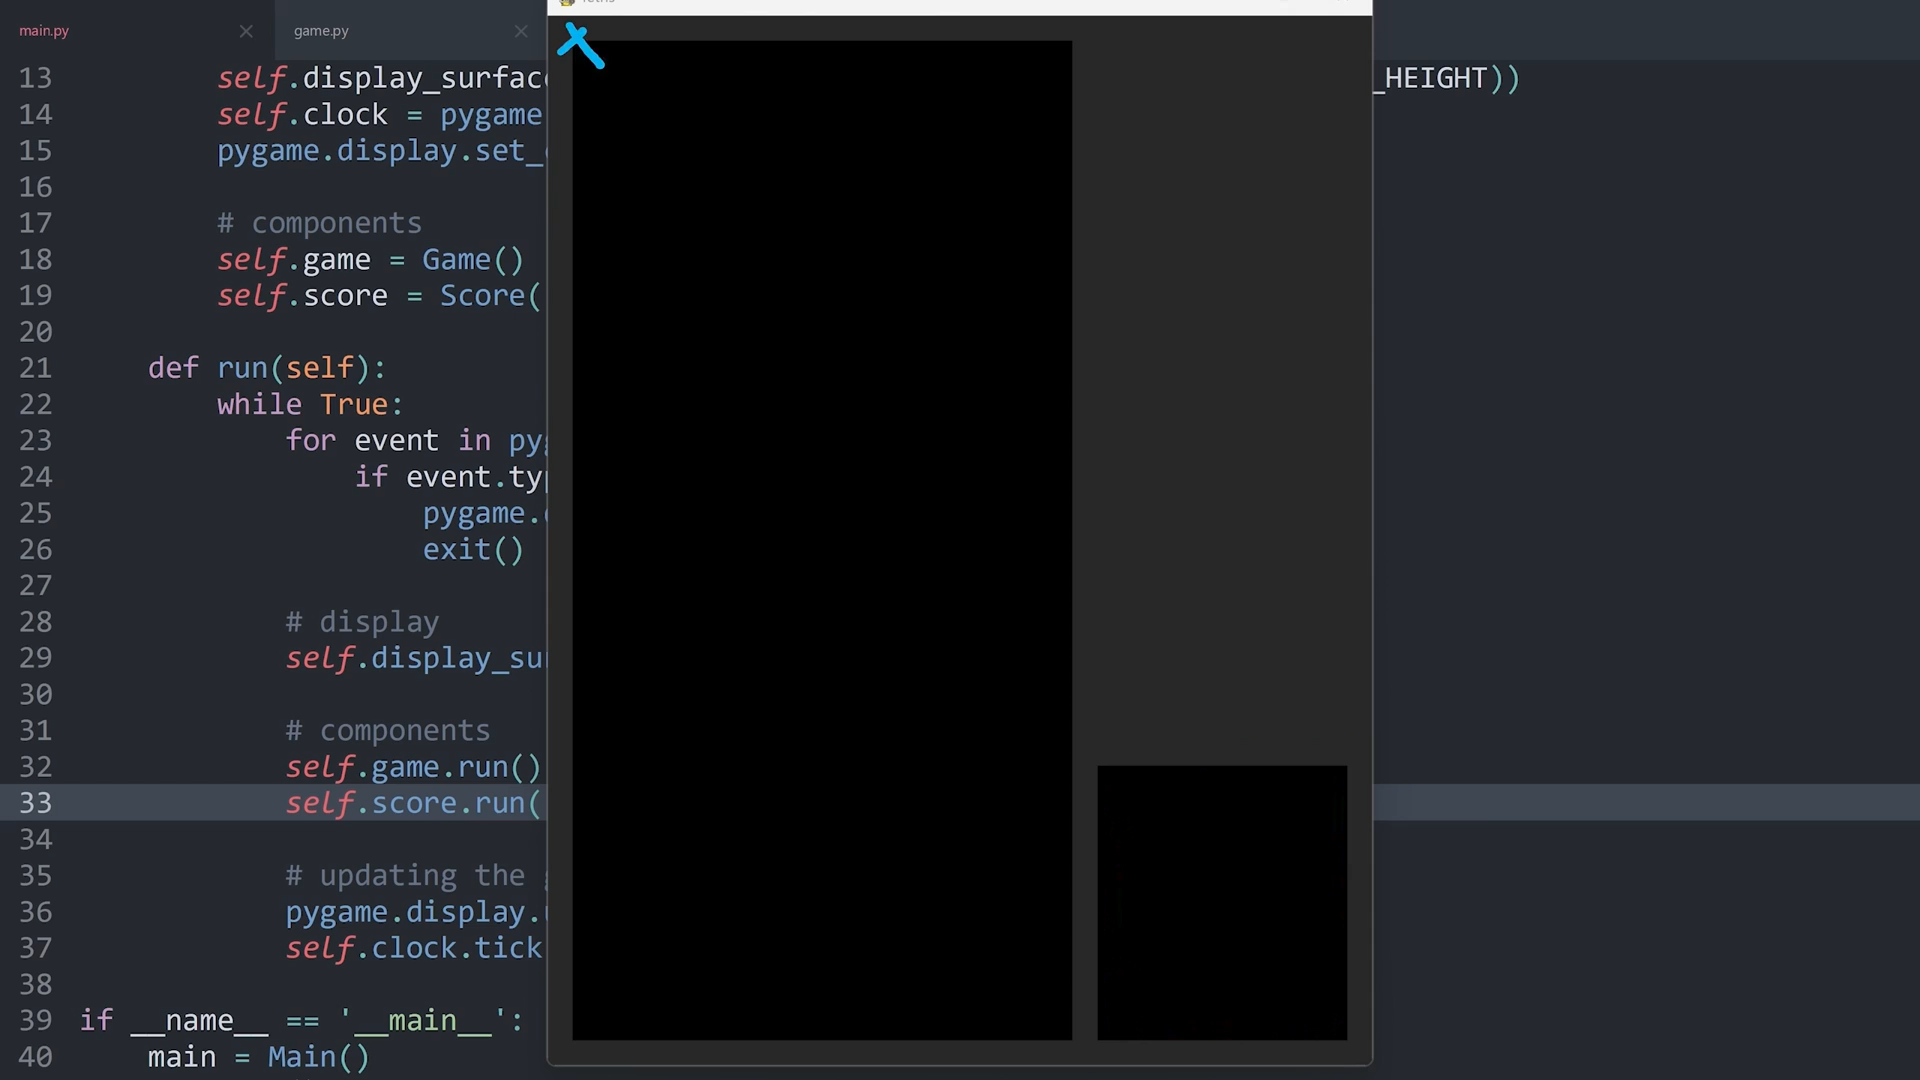 main.py
game.py
Tetris
13 self.display_surfac _HEIGHT))
14 self.clock = pygame
15 pygame.display.set_
16
17 # components
18 self.game = Game()
19 self.score = Score(
20
21 def run(self):
22 while True:
23 for event in pyg
24 if event.typ
25 pygame.
26 exit()
27
28 # display
29 self.display_su
30
31 # components
32 self.game.run()
33 self.score.run(
34
35 # updating the
36 pygame.display.
37 self.clock.tick
38
39 if __name__ == '__main__':
40 main = Main()